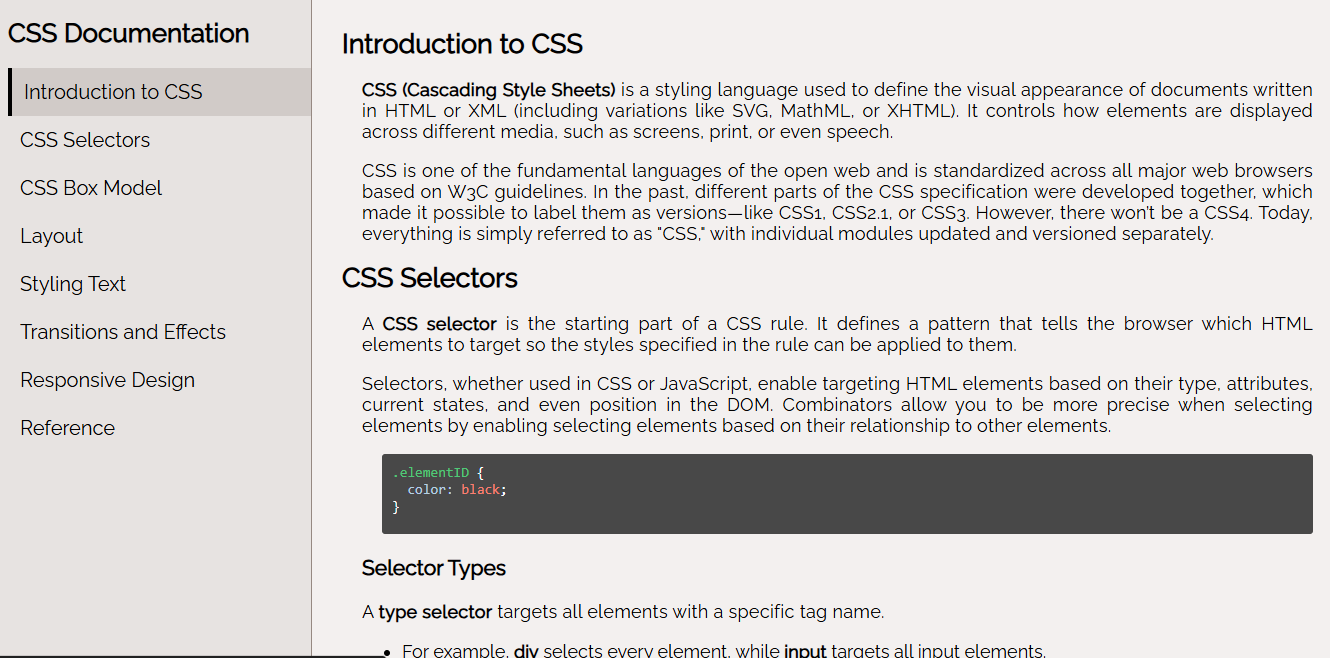 CSS Documentation
Introduction to CSS
CSS Selectors
CSS Box Model
Layout
Styling Text
Transitions and Effects
Responsive Design
Reference
Introduction to CSS
CSS (Cascading Style Sheets) is a styling language used to define the visual appearance of documents written
in HTML or XML (including variations like SVG, MathML, or XHTML). It controls how elements are displayed
across different media, such as screens, print, or even speech.
CSS is one of the fundamental languages of the open web and is standardized across all major web browsers
based on W3C guidelines. In the past, different parts of the CSS specification were developed together, which
made it possible to label them as versions—like CSS1, CSS2.1, or CSS3. However, there won't be a CSS4. Today,
everything is simply referred to as "CSS," with individual modules updated and versioned separately.
CSS Selectors
A CSS selector is the starting part of a CSS rule. It defines a pattern that tells the browser which HTML
elements to target so the styles specified in the rule can be applied to them.
Selectors, whether used in CSS or JavaScript, enable targeting HTML elements based on their type, attributes,
current states, and even position in the DOM. Combinators allow you to be more precise when selecting
elements by enabling selecting elements based on their relationship to other elements.
.elementID {
  color: black;
}
Selector Types
A type selector targets all elements with a specific tag name.
• For example, div selects every element, while input targets all input elements.